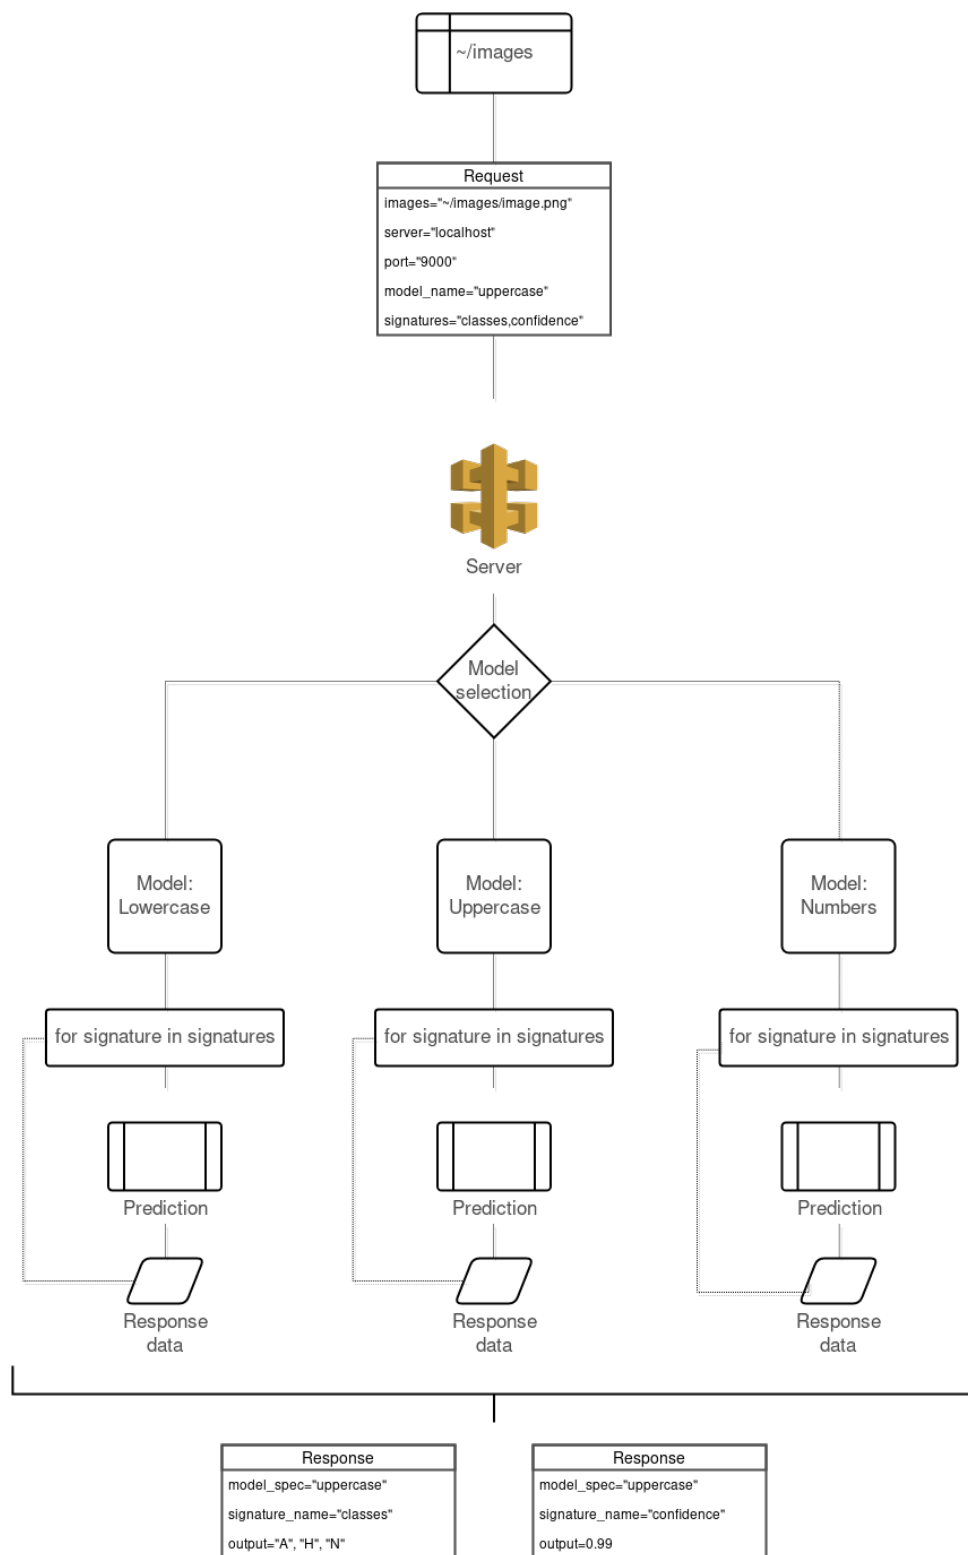 ~/images
Request
images="~/images/image.png"
server="localhost"
port="9000"
model_name="uppercase"
signatures="classes,confidence"
Server
Model
selection
Model:
Lowercase
Model:
Uppercase
Model:
Numbers
for signature in signatures
for signature in signatures
for signature in signatures
Prediction
Prediction
Prediction
Response
data
Response
data
Response
data
Response
model_spec="uppercase"
signature_name="classes"
output="A", "H", "N"
Response
model_spec="uppercase"
signature_name="confidence"
output=0.99